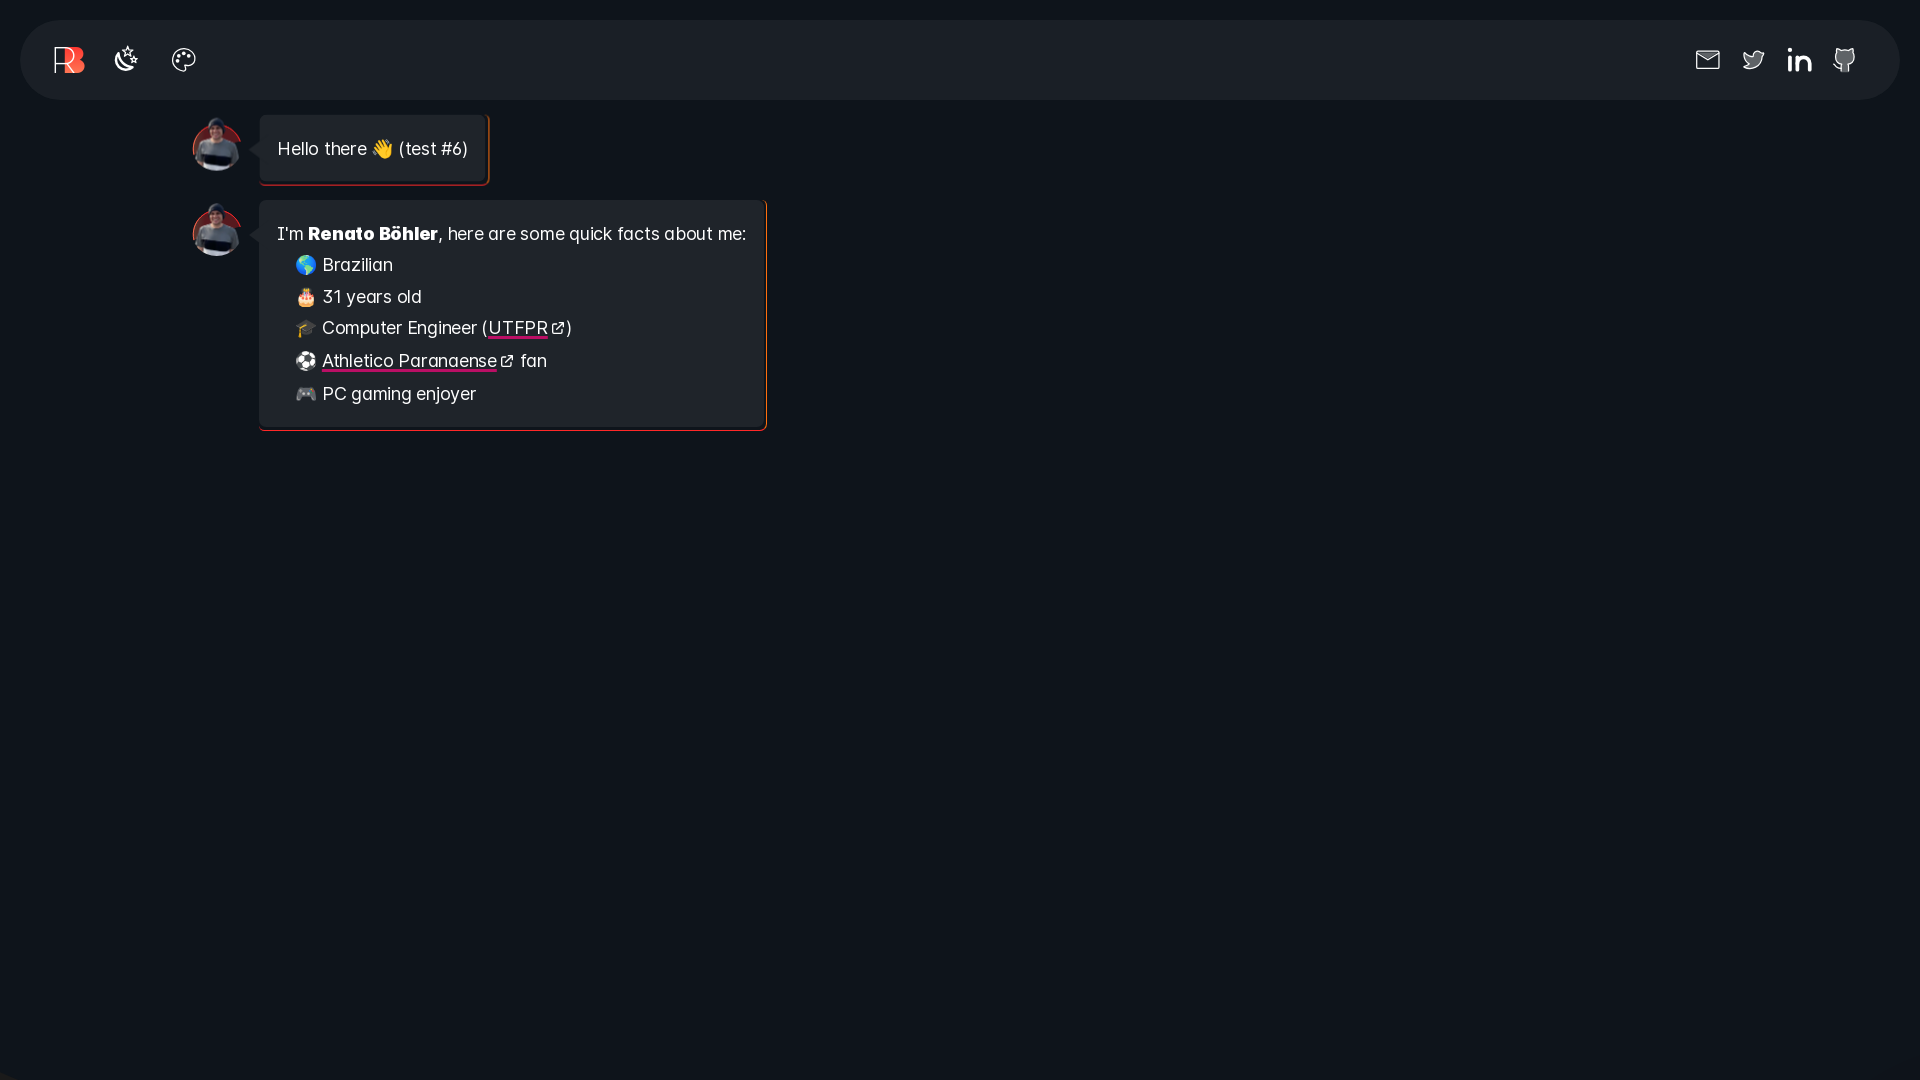 RB
Hello there 👋 (test #6)
I'm Renato Böhler, here are some quick facts about me:
🌎 Brazilian
🎂 31 years old
🎓 Computer Engineer (UTFPR)
⚽ Athletico Paranaense fan
🎮 PC gaming enjoyer